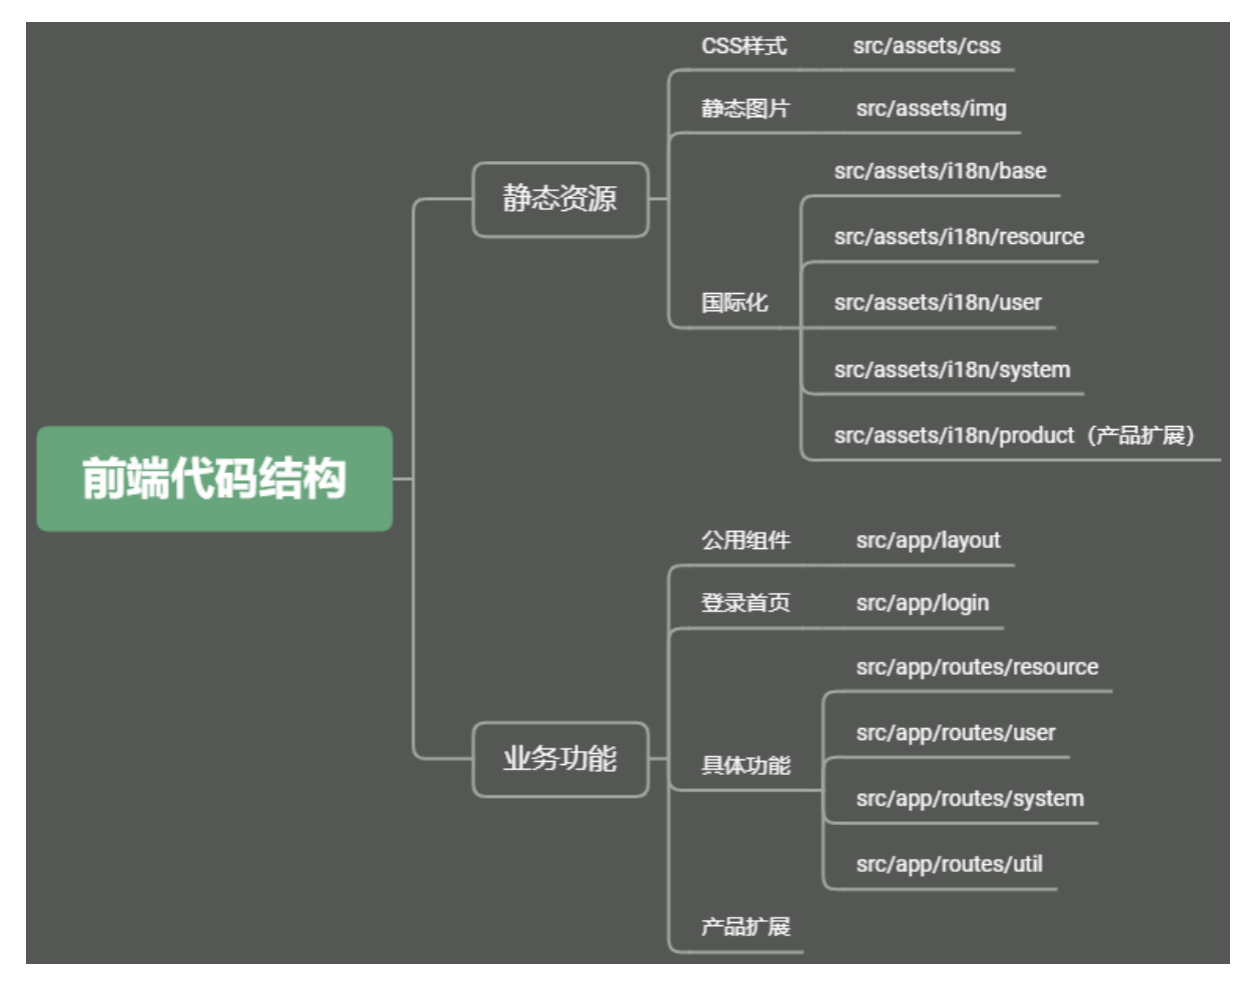 前端代码结构
静态资源
CSS样式 src/assets/css
静态图片 src/assets/img
国际化
src/assets/i18n/base
src/assets/i18n/resource
src/assets/i18n/user
src/assets/i18n/system
src/assets/i18n/product（产品扩展）
业务功能
公用组件 src/app/layout
登录首页 src/app/login
具体功能
src/app/routes/resource
src/app/routes/user
src/app/routes/system
src/app/routes/util
产品扩展